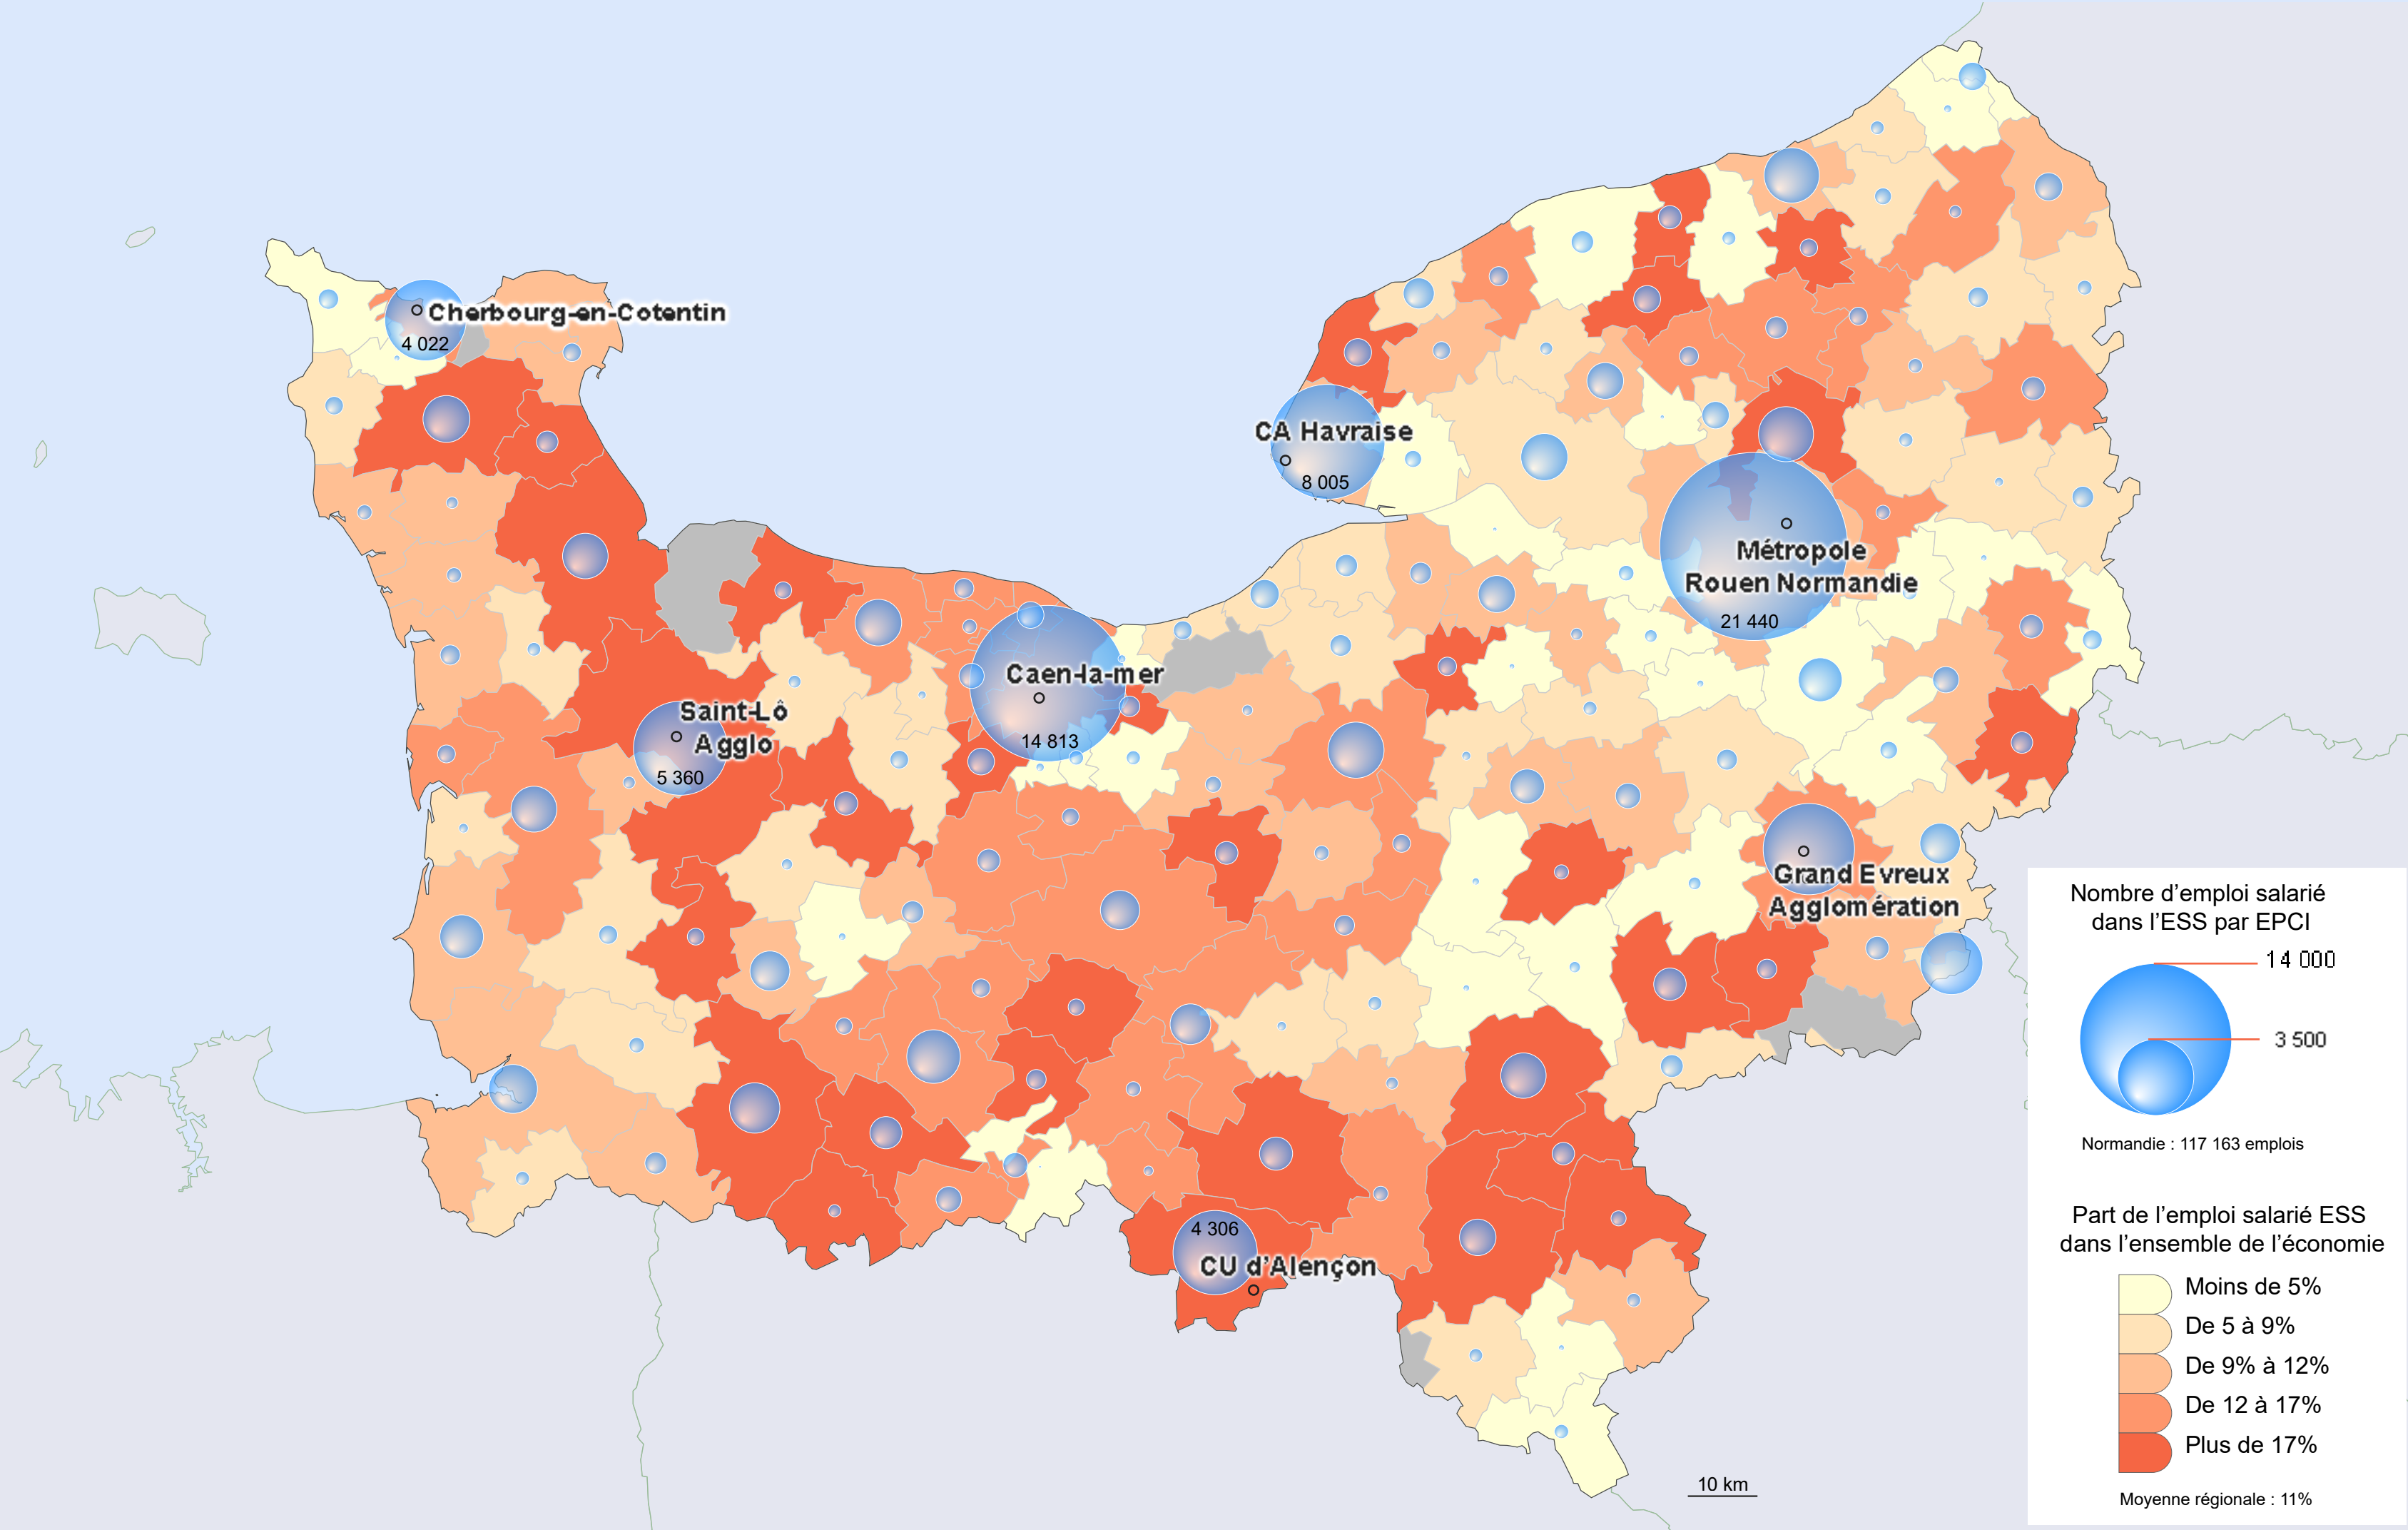 Cherbourg-en-Cotentin
4 022
CA Havraise
8 005
Métropole
Rouen Normandie
21 440
Caen-la-mer
14 813
Saint-Lô
Agglo
5 360
Grand Evreux
Agglomération
4 306
CU d’Alençon
10 km
Nombre d’emploi salarié
dans l’ESS par EPCI
14 000
3 500
Normandie : 117 163 emplois
Part de l’emploi salarié ESS
dans l’ensemble de l’économie
Moins de 5%
De 5 à 9%
De 9% à 12%
De 12 à 17%
Plus de 17%
Moyenne régionale : 11%